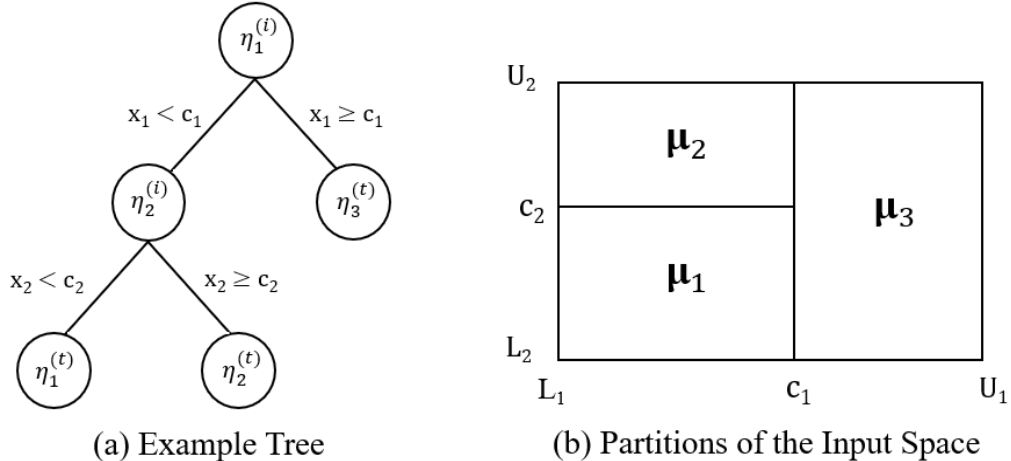 η₁⁽ⁱ⁾
x₁ < c₁
x₁ ≥ c₁
η₂⁽ⁱ⁾
η₃⁽ᵗ⁾
x₂ < c₂
x₂ ≥ c₂
η₁⁽ᵗ⁾
η₂⁽ᵗ⁾
(a) Example Tree
U₂
μ₂
c₂
μ₃
μ₁
L₂
L₁
c₁
U₁
(b) Partitions of the Input Space